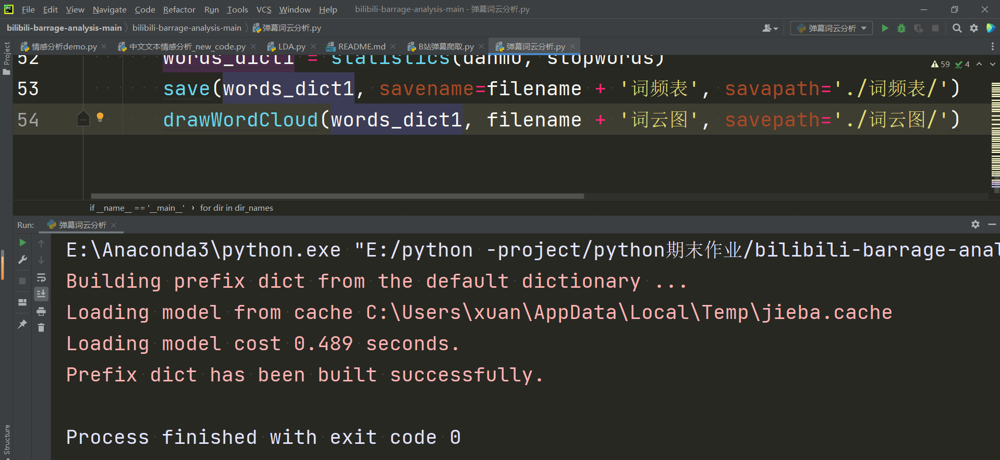 File Edit View Navigate Code Refactor Run Tools VCS Window Help bilibili-barrage-analysis-main - 弹幕词云分析.py
bilibili-barrage-analysis-main bilibili-barrage-analysis-main 弹幕词云分析.py 弹幕词云分析
Project
情感分析demo.py 中文文本情感分析_new_code.py LDA.py README.md B站弹幕爬取.py 弹幕词云分析.py
52 words_dict1 = statistics(danmu, stopwords)
59 4
53 save(words_dict1, savename=filename + '词频表', savapath='./词频表/')
54 drawWordCloud(words_dict1, filename + '词云图', savepath='./词云图/')
if __name__ == '__main__' › for dir in dir_names
Run: 弹幕词云分析
E:\Anaconda3\python.exe "E:/python -project/python期末作业/bilibili-barrage-anal
Building prefix dict from the default dictionary ...
Loading model from cache C:\Users\xuan\AppData\Local\Temp\jieba.cache
Loading model cost 0.489 seconds.
Prefix dict has been built successfully.
Process finished with exit code 0
Structure